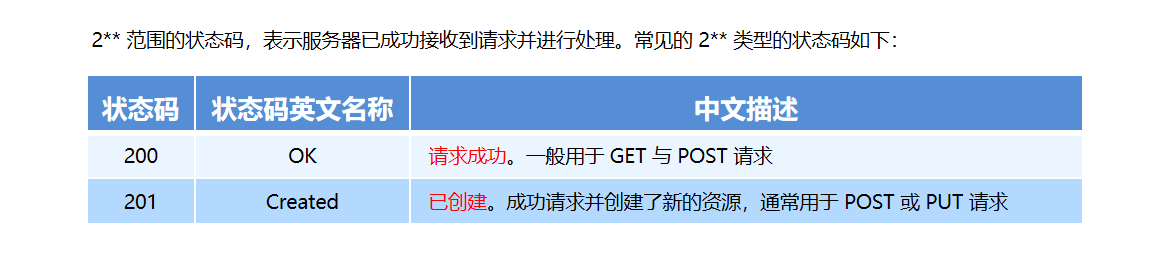 2** 范围的状态码，表示服务器已成功接收到请求并进行处理。常见的 2** 类型的状态码如下：
状态码 状态码英文名称 中文描述
200 OK 请求成功。一般用于 GET 与 POST 请求
201 Created 已创建。成功请求并创建了新的资源，通常用于 POST 或 PUT 请求